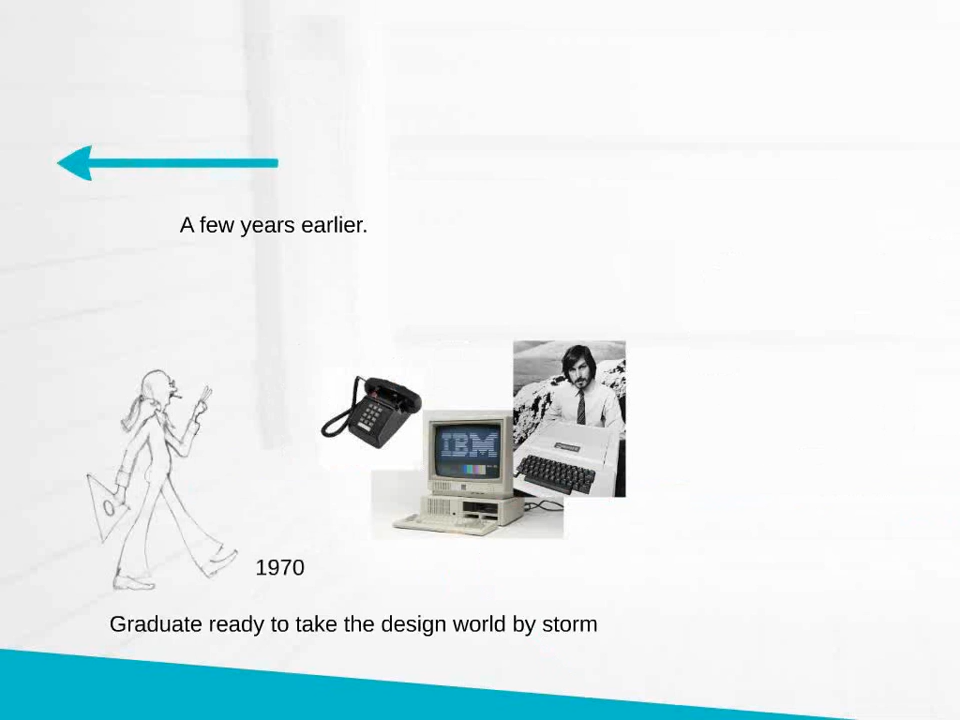 A few years earlier.
IBM
1970
Graduate ready to take the design world by storm